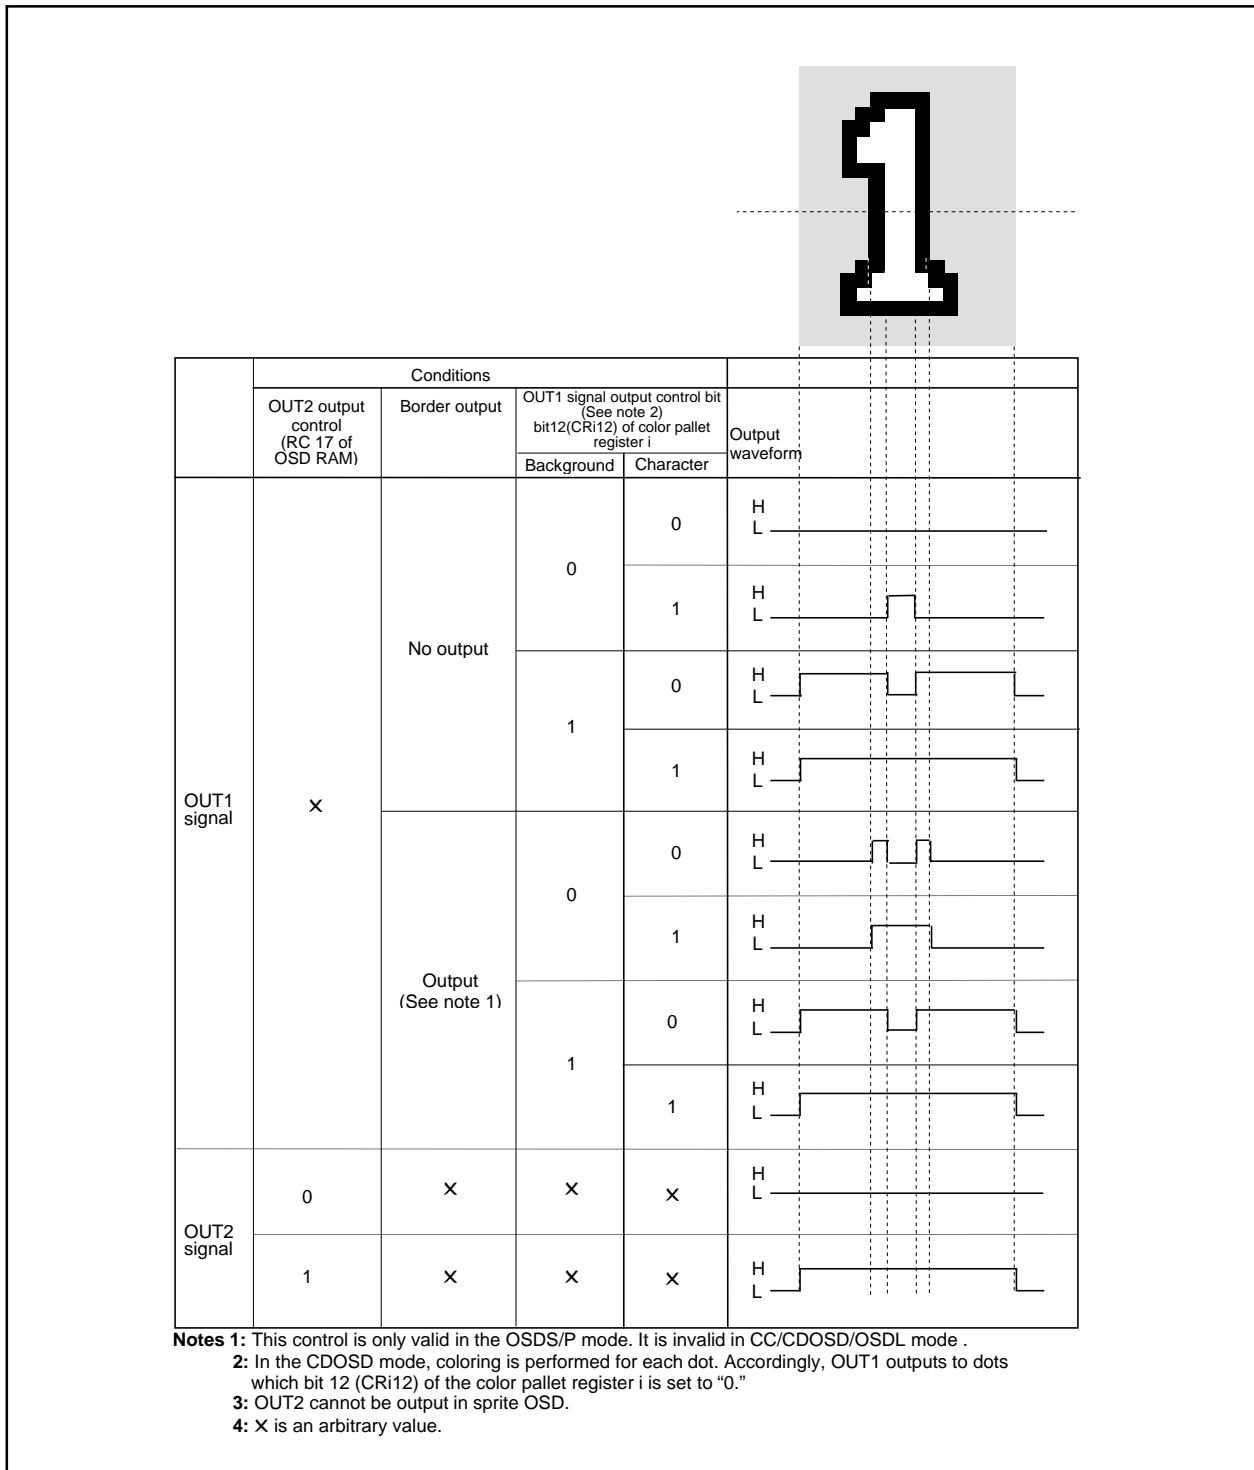 Conditions
OUT2 output
control
(RC 17 of
OSD RAM)
Border output
OUT1 signal output control bit
(See note 2)
bit12(CRi12) of color pallet
register i
Background
Character
Output
waveform
OUT1
signal
×
No output
0
0
H
L
1
H
L
1
0
H
L
1
H
L
Output
(See note 1)
0
0
H
L
1
H
L
1
0
H
L
1
H
L
OUT2
signal
0
×
×
×
H
L
1
×
×
×
H
L
Notes 1: This control is only valid in the OSDS/P mode. It is invalid in CC/CDOSD/OSDL mode .
2: In the CDOSD mode, coloring is performed for each dot. Accordingly, OUT1 outputs to dots
which bit 12 (CRi12) of the color pallet register i is set to “0.”
3: OUT2 cannot be output in sprite OSD.
4: × is an arbitrary value.